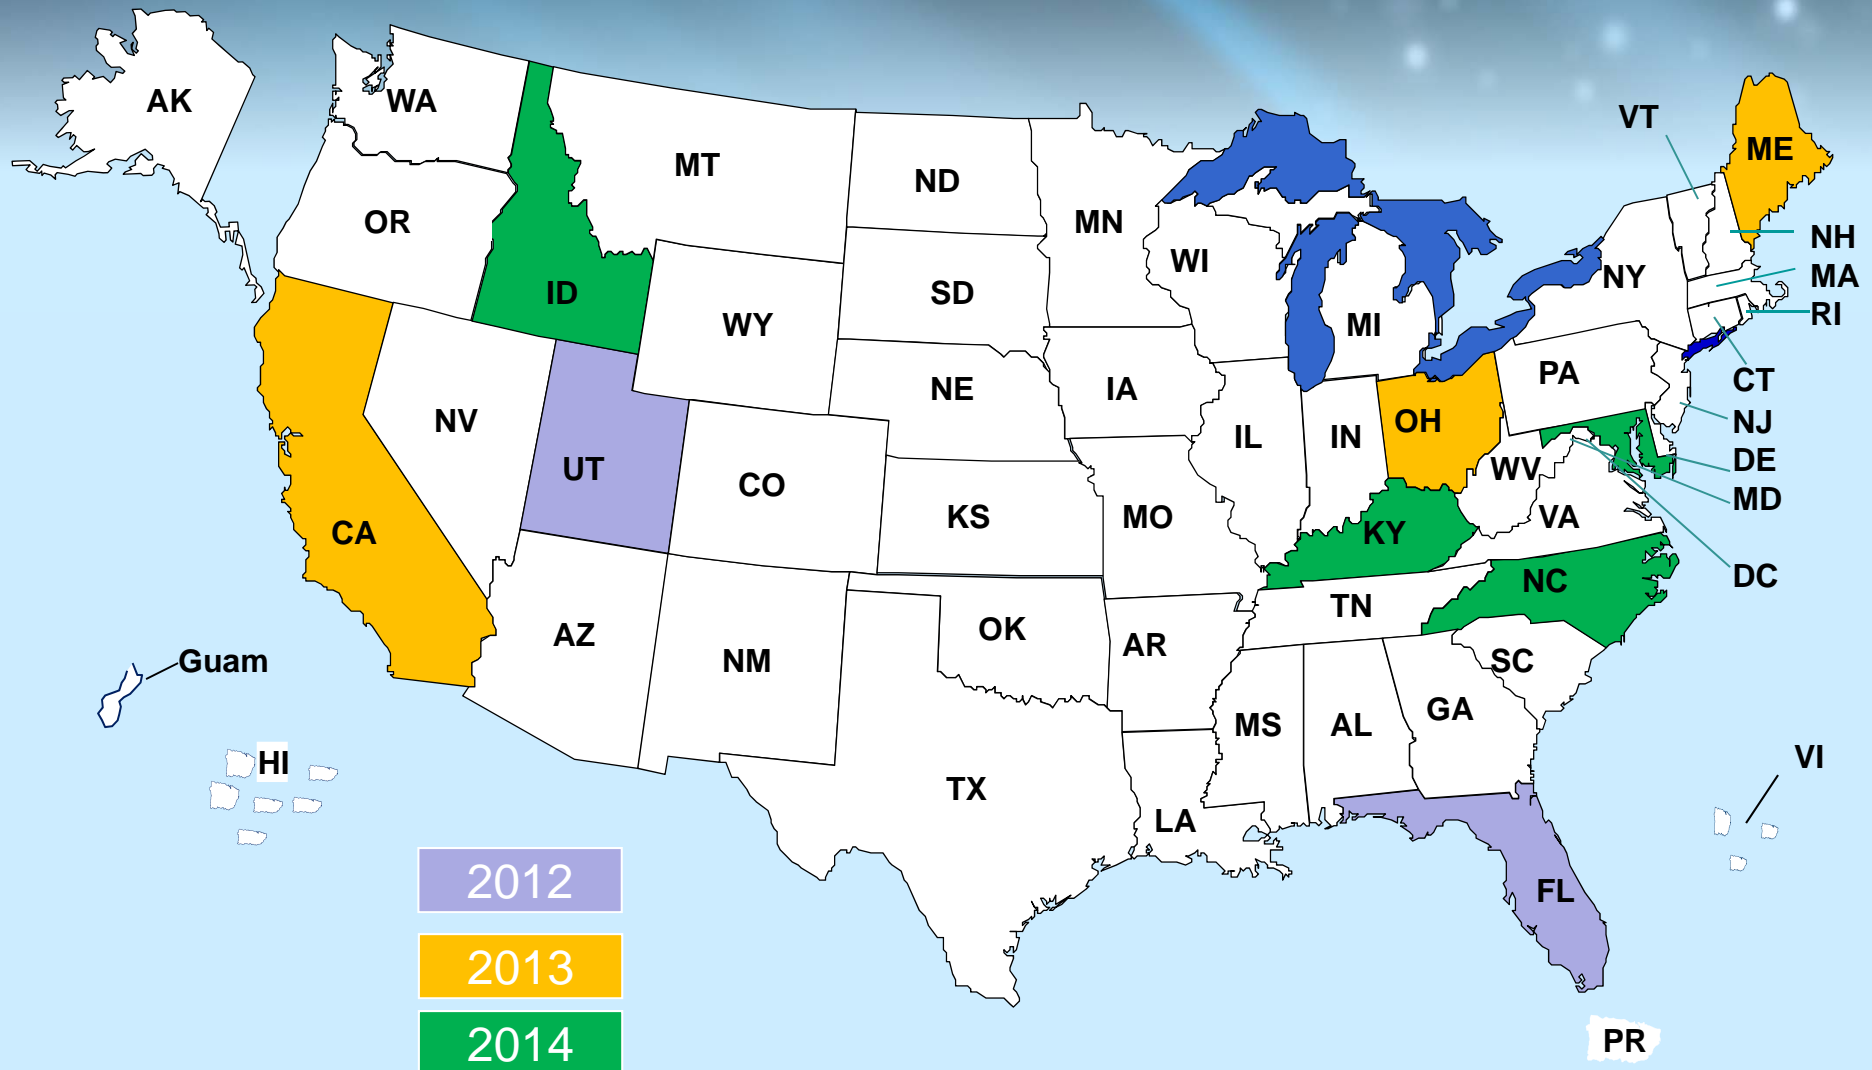 AK
WA
MT
ND
MN
VT
ME
OR
ID
WY
SD
WI
MI
NY
NH
MA
RI
NV
UT
CO
NE
IA
IL
IN
OH
PA
CT
NJ
DE
MD
DC
CA
KS
MO
KY
WV
VA
AZ
NM
OK
AR
TN
NC
SC
Guam
HI
TX
LA
MS
AL
GA
FL
VI
PR
2012
2013
2014